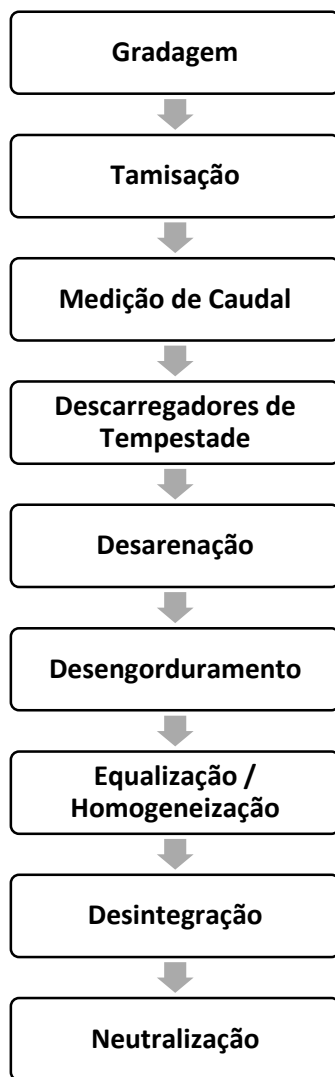 Gradagem
Tamisação
Medição de Caudal
Descarregadores de
Tempestade
Desarenação
Desengorduramento
Equalização /
Homogeneização
Desintegração
Neutralização